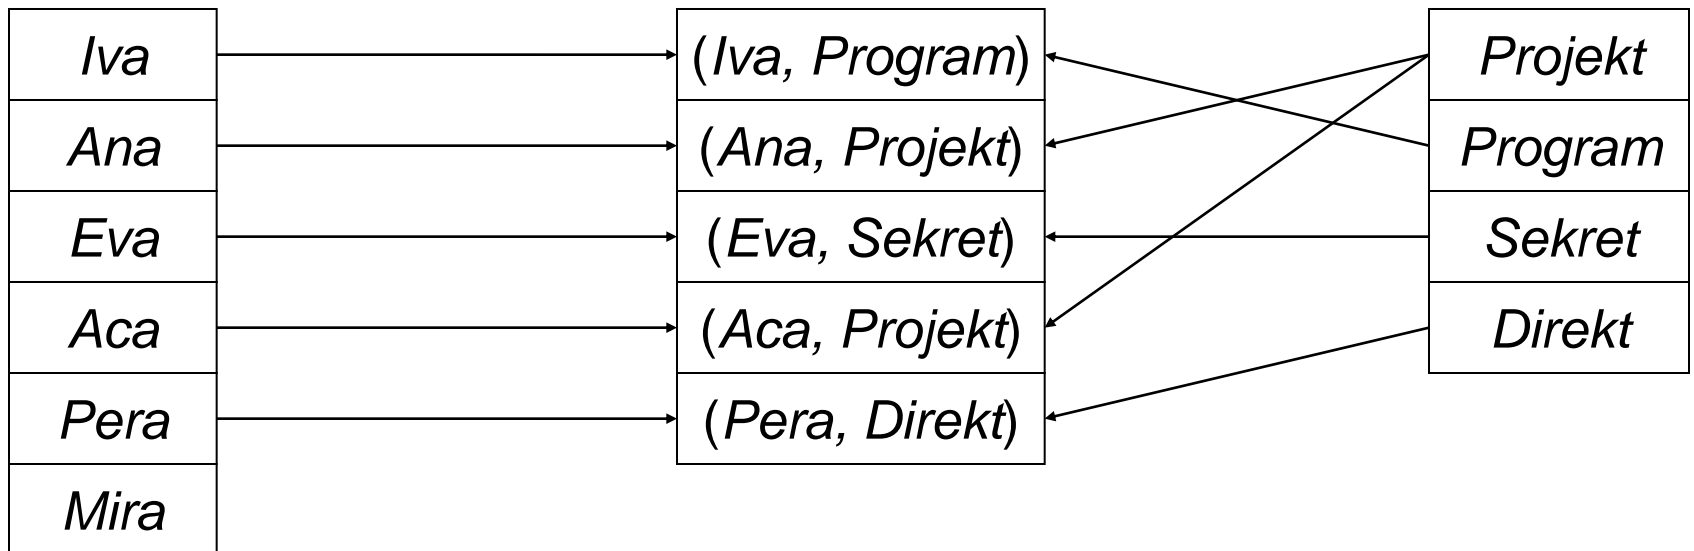 Iva
Ana
Eva
Aca
Pera
Mira
(Iva, Program)
(Ana, Projekt)
(Eva, Sekret)
(Aca, Projekt)
(Pera, Direkt)
Projekt
Program
Sekret
Direkt